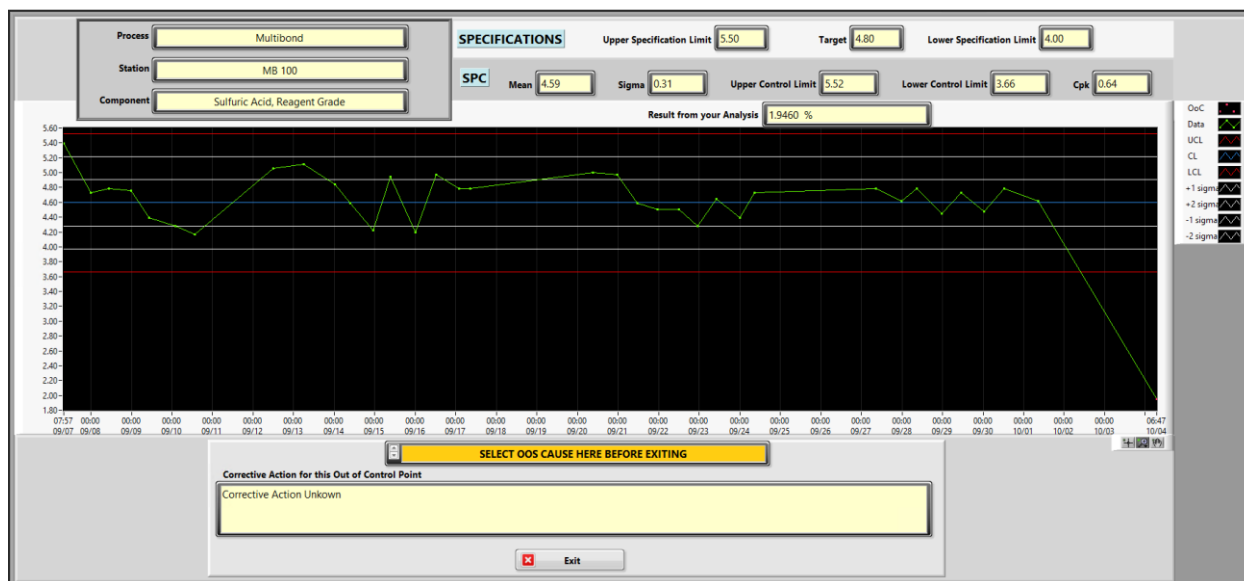 Process Multibond
Station MB 100
Component Sulfuric Acid, Reagent Grade
SPECIFICATIONS Upper Specification Limit 5.50 Target 4.80 Lower Specification Limit 4.00
SPC Mean 4.59 Sigma 0.31 Upper Control Limit 5.52 Lower Control Limit 3.66 Cpk 0.64
Result from your Analysis 1.9460 %
OoC
Data
UCL
CL
LCL
+1 sigma
+2 sigma
-1 sigma
-2 sigma
5.60
5.40
5.20
5.00
4.80
4.60
4.40
4.20
4.00
3.80
3.60
3.40
3.20
3.00
2.80
2.60
2.40
2.20
2.00
1.80
07:57 00:00 00:00 00:00 00:00 00:00 00:00 00:00 00:00 00:00 00:00 00:00 00:00 00:00 00:00 00:00 00:00 00:00 00:00 00:00 00:00 00:00 00:00 00:00 00:00 00:00 00:00 06:47
09/07 09/08 09/09 09/10 09/11 09/12 09/13 09/14 09/15 09/16 09/17 09/18 09/19 09/20 09/21 09/22 09/23 09/24 09/25 09/26 09/27 09/28 09/29 09/30 10/01 10/02 10/03 10/04
SELECT OOS CAUSE HERE BEFORE EXITING
Corrective Action for this Out of Control Point
Corrective Action Unkown
Exit